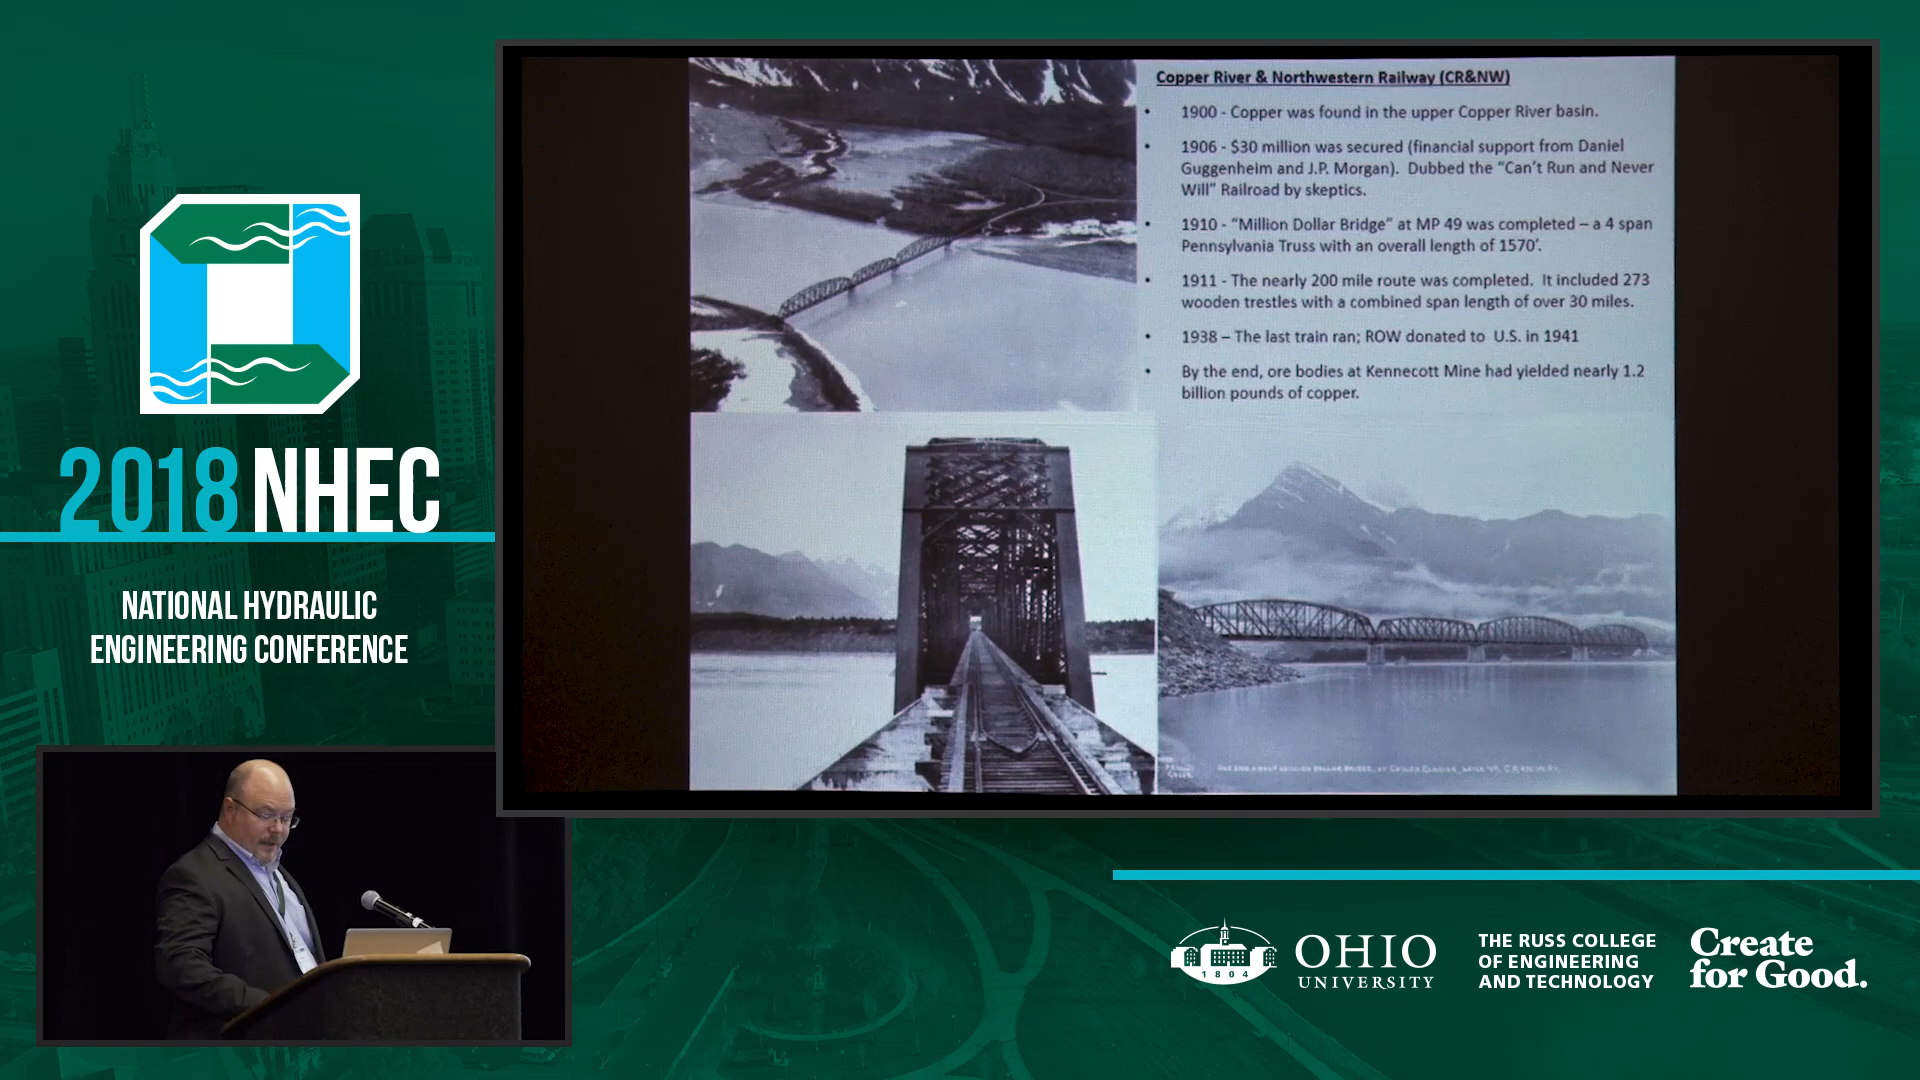 2018 NHEC
NATIONAL HYDRAULIC
ENGINEERING CONFERENCE
Copper River & Northwestern Railway (CR&NW)
• 1900 - Copper was found in the upper Copper River basin.
• 1906 - $30 million was secured (financial support from Daniel
Guggenheim and J.P. Morgan). Dubbed the “Can’t Run and Never
Will” Railroad by skeptics.
• 1910 - “Million Dollar Bridge” at MP 49 was completed – a 4 span
Pennsylvania Truss with an overall length of 1570’.
• 1911 - The nearly 200 mile route was completed. It included 273
wooden trestles with a combined span length of over 30 miles.
• 1938 – The last train ran; ROW donated to U.S. in 1941
• By the end, ore bodies at Kennecott Mine had yielded nearly 1.2
billion pounds of copper.
1804
OHIO
UNIVERSITY
THE RUSS COLLEGE
OF ENGINEERING
AND TECHNOLOGY
Create
for Good.